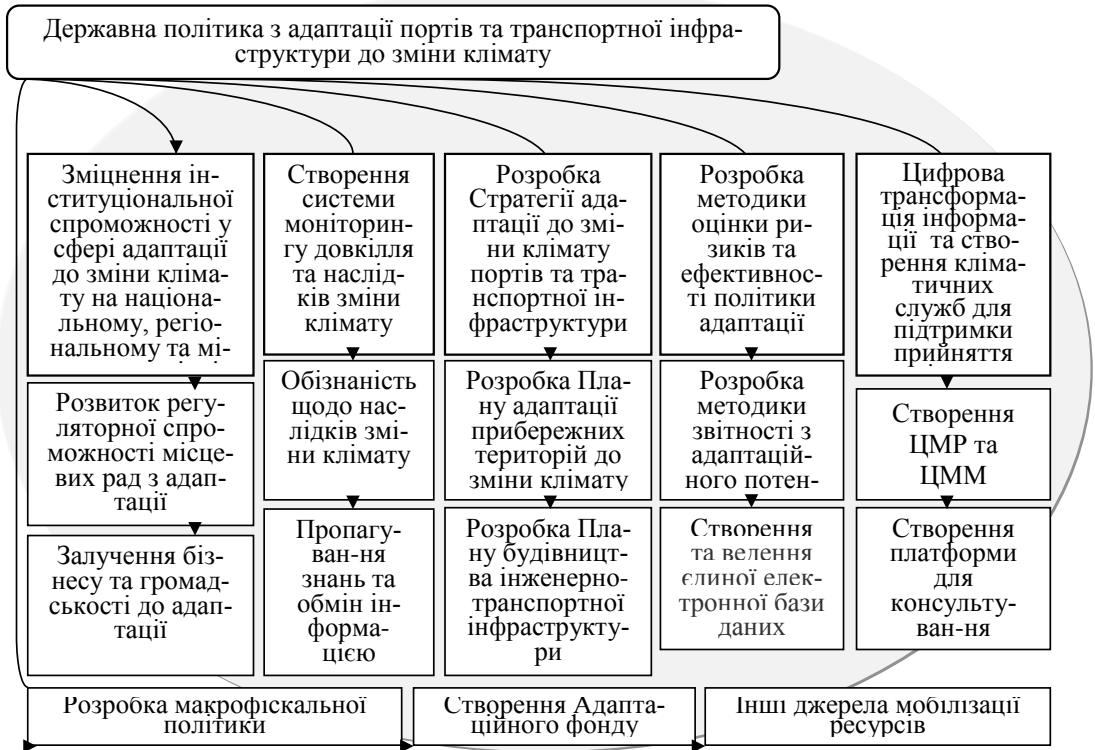 Державна політика з адаптації портів та транспортної інфра-
структури до зміни клімату
Зміцнення ін-
ституціональної
спроможності у
сфері адаптації
до зміни кліма-
ту на націона-
льному, регіо-
нальному та мі-
Розвиток регу-
ляторної спро-
можності місце-
вих рад з адап-
тації
Залучення біз-
несу та громад-
ськості до адап-
тації
Створення
системи
моніторин-
гу довкілля
та наслід-
ків зміни
клімату
Обізнаність
щодо нас-
лідків змі-
ни клімату
Пропагу-
ван-ня
знань та
обмін ін-
форма-
цією
Розробка
Стратегії ада-
птації до змі-
ни клімату
портів та тра-
нспортної ін-
фраструктури
Розробка Пла-
ну адаптації
прибережних
територій до
зміни клімату
Розробка Пла-
ну будівницт-
ва інженерно-
транспортної
інфраструкту-
ри
Розробка
методики
оцінки ри-
зиків та
ефективнос-
ті політики
адаптації
Розробка
методики
звітності з
адаптацій-
ного потен-
Створення
та ведення
єдиної елек-
тронної бази
даних
Цифрова
трансформа-
ція інформа-
ції та ство-
рення кліма-
тичних
служб для
підтримки
прийняття
Створення
ЦМР та
ЦММ
Створення
платформи
для
консульту-
ван-ня
Розробка макрофіскальної
політики
Створення Адапта-
ційного фонду
Інші джерела мобілізації
ресурсів